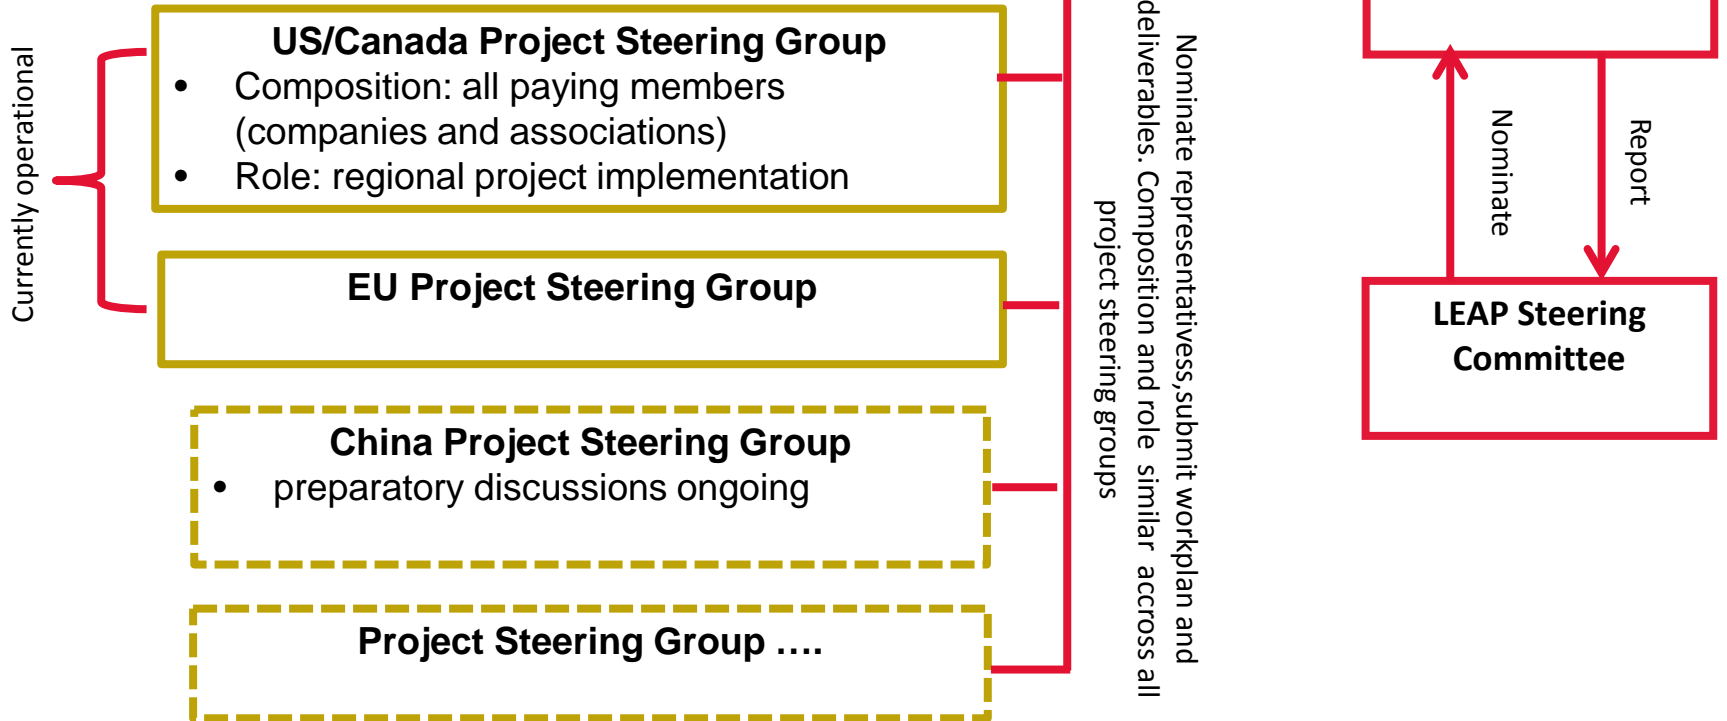 Currently operational
US/Canada Project Steering Group
• Composition: all paying members
(companies and associations)
• Role: regional project implementation
EU Project Steering Group
China Project Steering Group
• preparatory discussions ongoing
Project Steering Group ....
Nominate representativess,submit workplan and
deliverables. Composition and role similar accross all
project steering groups
Nominate
Report
LEAP Steering
Committee